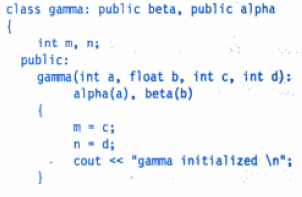 class gamma: public beta, public alpha
{
int m, n;
public:
gamma(int a, float b, int c, int d):
alpha(a), beta(b)
{
m = c;
n = d;
cout << "gamma initialized \n";
}